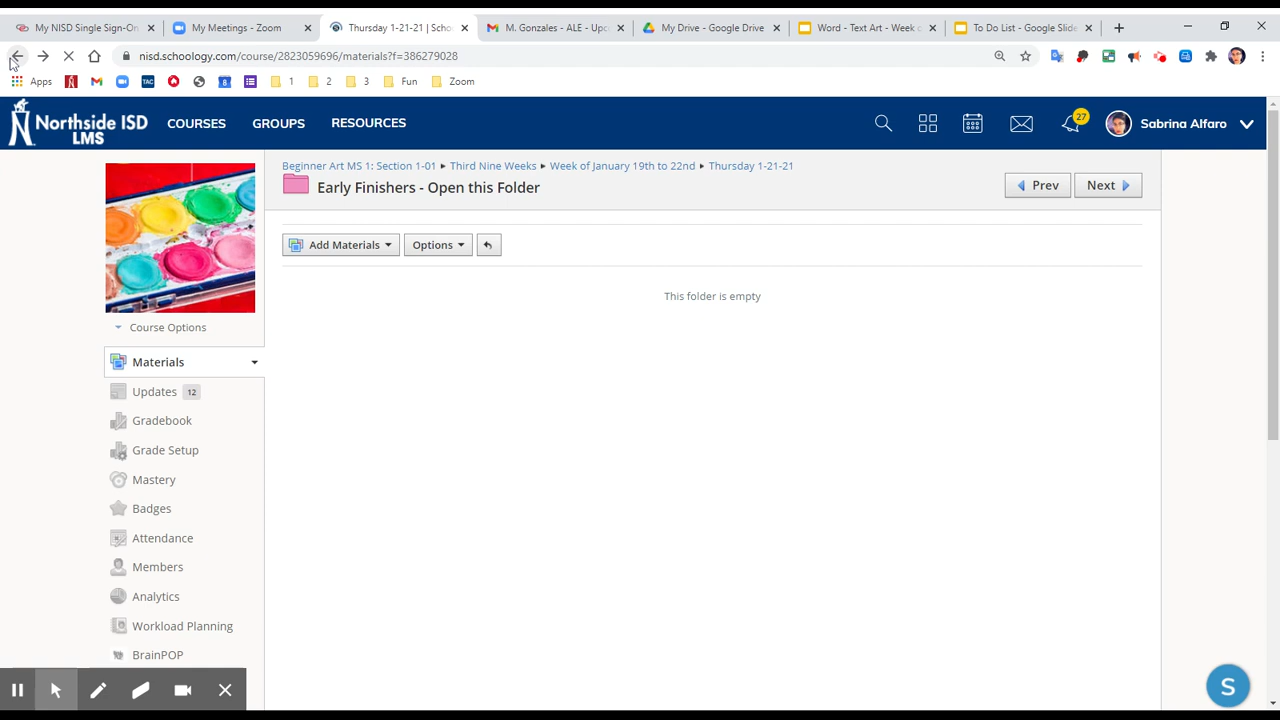 My NISD Single Sign-On
My Meetings - Zoom
Thursday 1-21-21 | Scho
M. Gonzales - ALE - Upc
My Drive - Google Drive
Word - Text Art - Week o
To Do List - Google Slide
nisd.schoology.com/course/2823059696/materials?f=386279028
Apps
TAC
8
1
2
3
Fun
Zoom
Northside ISD
LMS
COURSES
GROUPS
RESOURCES
27
Sabrina Alfaro
Beginner Art MS 1: Section 1-01 ▸ Third Nine Weeks ▸ Week of January 19th to 22nd ▸ Thursday 1-21-21
Early Finishers - Open this Folder
Prev
Next
Add Materials
Options
This folder is empty
Course Options
Materials
Updates 12
Gradebook
Grade Setup
Mastery
Badges
Attendance
Members
Analytics
Workload Planning
BrainPOP
S